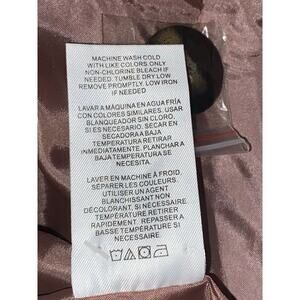 MACHINE WASH COLD
WITH LIKE COLORS, ONLY
NON-CHLORINE BLEACH IF
NEEDED. TUMBLE DRY LOW
REMOVE PROMPTLY, LOW IRON
IF NEEDED
LAVAR A MÁQUINA EN AGUA FRÍA
CON COLORES SIMILARES. USAR
BLANQUEADOR SIN CLORO,
SI ES NECESARIO. SECAR EN
SECADORA A BAJA
TEMPERATURA RETIRAR
INMEDIATAMENTE. PLANCHAR A
BAJA TEMPERATURA SE
NECESITA.
LAVER EN MACHINE À FROID,
SÉPARER LES COULEURS.
UTILISER UN AGENT
BLANCHISSANT NON
DÉCOLORANT, SI NÉCESSAIRE.
TEMPÉRATURE RETIRER
RAPIDEMENT. REPASSER A
BASSE TEMPÉRATURE SI
NÉCESSAIRE